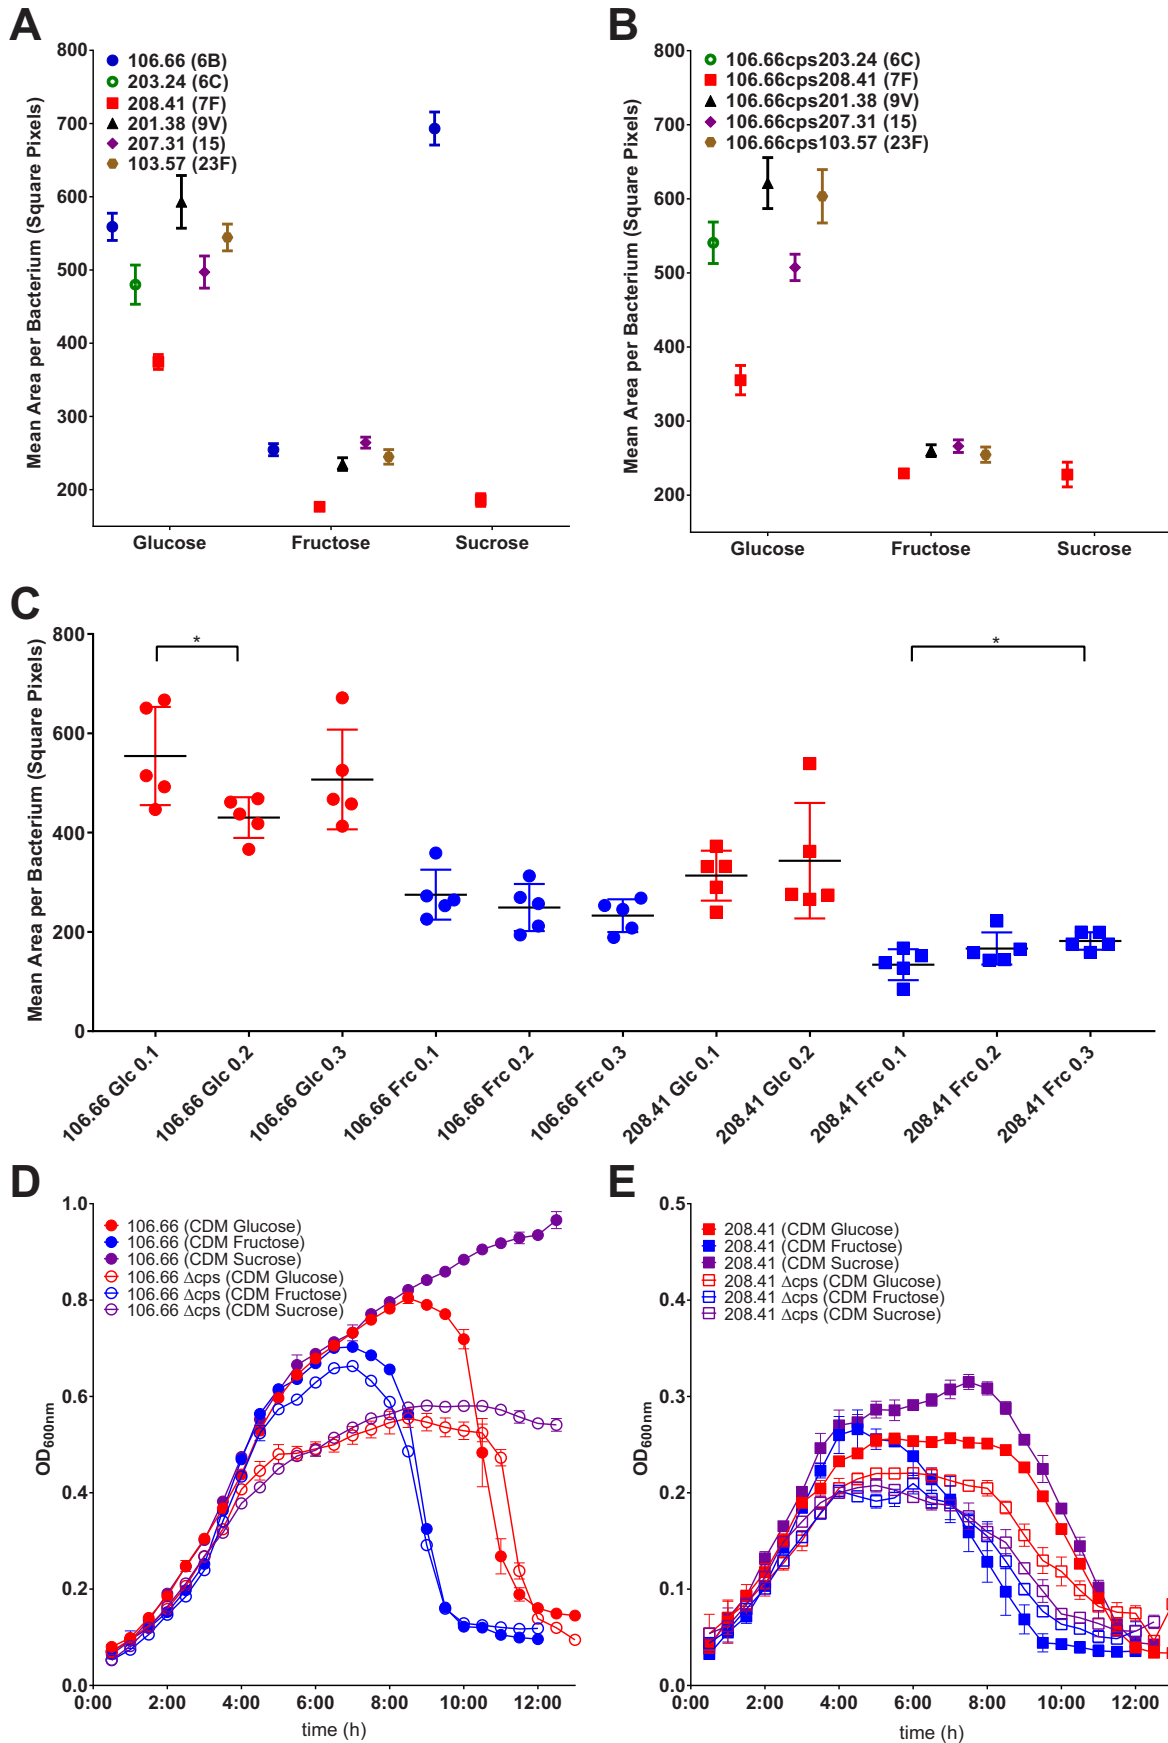 A
Mean Area per Bacterium (Square Pixels)
800
700
600
500
400
300
200
106.66 (6B)
203.24 (6C)
208.41 (7F)
201.38 (9V)
207.31 (15)
103.57 (23F)
Glucose Fructose Sucrose
B
Mean Area per Bacterium (Square Pixels)
800
700
600
500
400
300
200
106.66cps203.24 (6C)
106.66cps208.41 (7F)
106.66cps201.38 (9V)
106.66cps207.31 (15)
106.66cps103.57 (23F)
Glucose Fructose Sucrose
C
Mean Area per Bacterium (Square Pixels)
800
600
400
200
0
* *
106.66 Glc 0.1
106.66 Glc 0.2
106.66 Glc 0.3
106.66 Frc 0.1
106.66 Frc 0.2
106.66 Frc 0.3
208.41 Glc 0.1
208.41 Glc 0.2
208.41 Frc 0.1
208.41 Frc 0.2
208.41 Frc 0.3
D
OD600nm
1.0
0.8
0.6
0.4
0.2
0.0
106.66 (CDM Glucose)
106.66 (CDM Fructose)
106.66 (CDM Sucrose)
106.66 Δcps (CDM Glucose)
106.66 Δcps (CDM Fructose)
106.66 Δcps (CDM Sucrose)
0:00 2:00 4:00 6:00 8:00 10:00 12:00
time (h)
E
OD600nm
0.5
0.4
0.3
0.2
0.1
0.0
208.41 (CDM Glucose)
208.41 (CDM Fructose)
208.41 (CDM Sucrose)
208.41 Δcps (CDM Glucose)
208.41 Δcps (CDM Fructose)
208.41 Δcps (CDM Sucrose)
0:00 2:00 4:00 6:00 8:00 10:00 12:00
time (h)